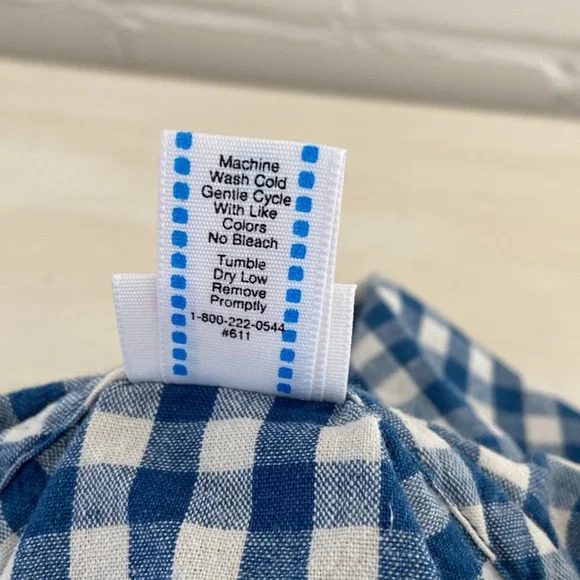 Machine
Wash Cold
Gentle Cycle
With Like
Colors
No Bleach
Tumble
Dry Low
Remove
Promptly
1-800-222-0544
#611